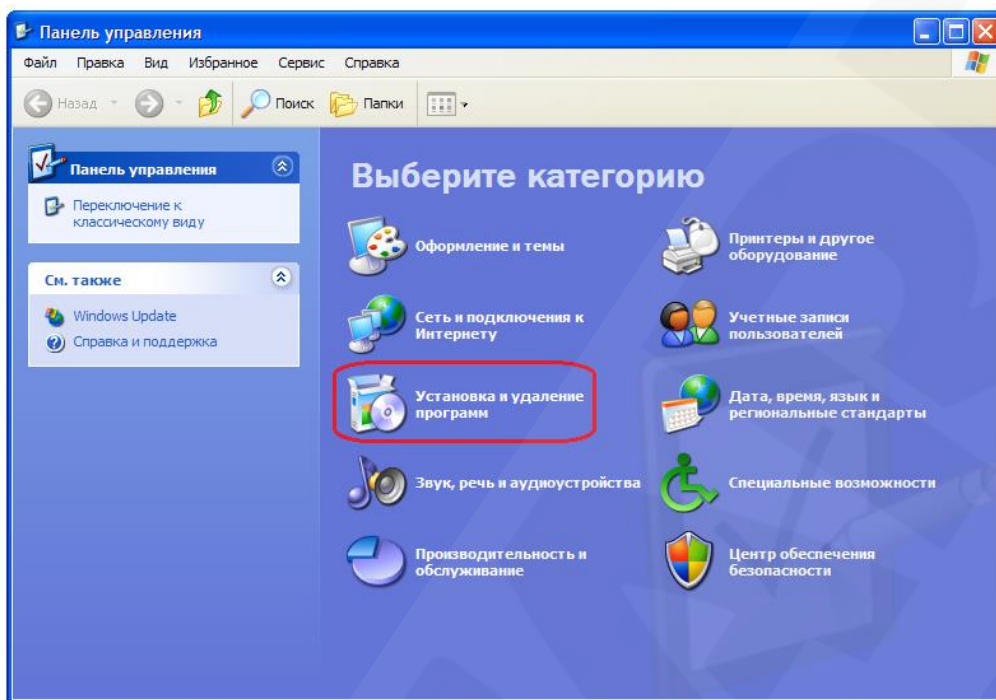 Панель управления
Файл Правка Вид Избранное Сервис Справка
Назад Поиск Папки
Панель управления
Переключение к
классическому виду
См. также
Windows Update
Справка и поддержка
Выберите категорию
Оформление и темы
Принтеры и другое
оборудование
Сеть и подключения к
Интернету
Учетные записи
пользователей
Установка и удаление
программ
Дата, время, язык и
региональные стандарты
Звук, речь и аудиоустройства
Специальные возможности
Производительность и
обслуживание
Центр обеспечения
безопасности